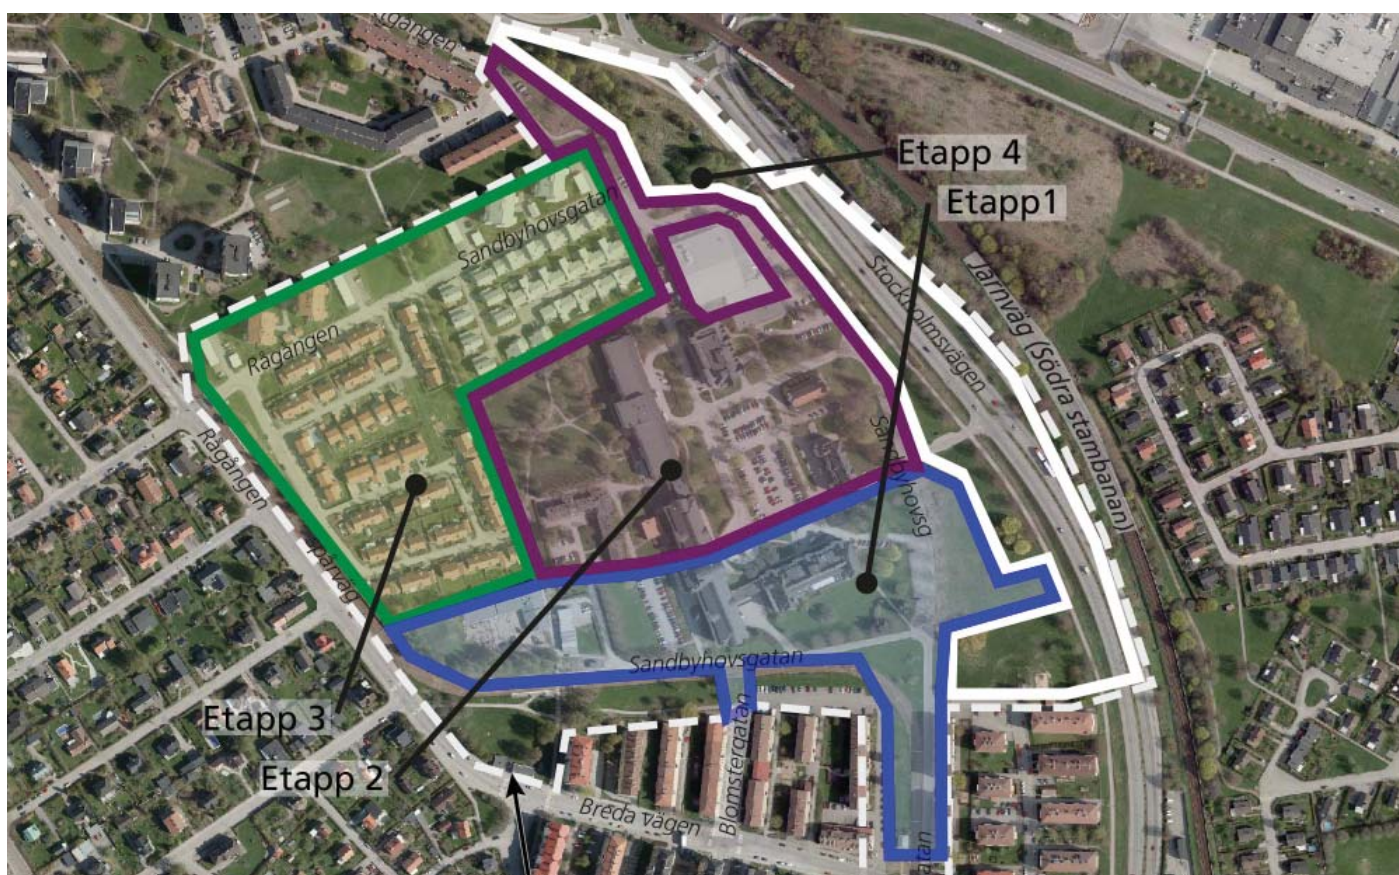 Etapp 4
Etapp1
Sandbyhovsgatan
Stockholmsvägen
Järnväg (Södra stambanan)
Rågången
Rågången
Spårväg
Sandbyhovsg
Sandbyhovsgatan
Etapp 3
Etapp 2
Blomstergatan
Breda vägen